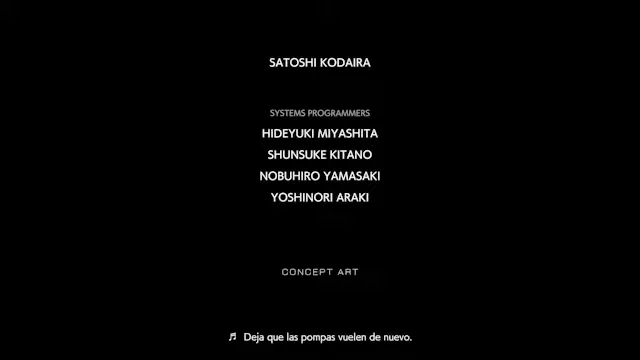 SATOSHI KODAIRA
SYSTEMS PROGRAMMERS
HIDEYUKI MIYASHITA
SHUNSUKE KITANO
NOBUHIRO YAMASAKI
YOSHINORI ARAKI
CONCEPT ART
♬ Deja que las pompas vuelen de nuevo.